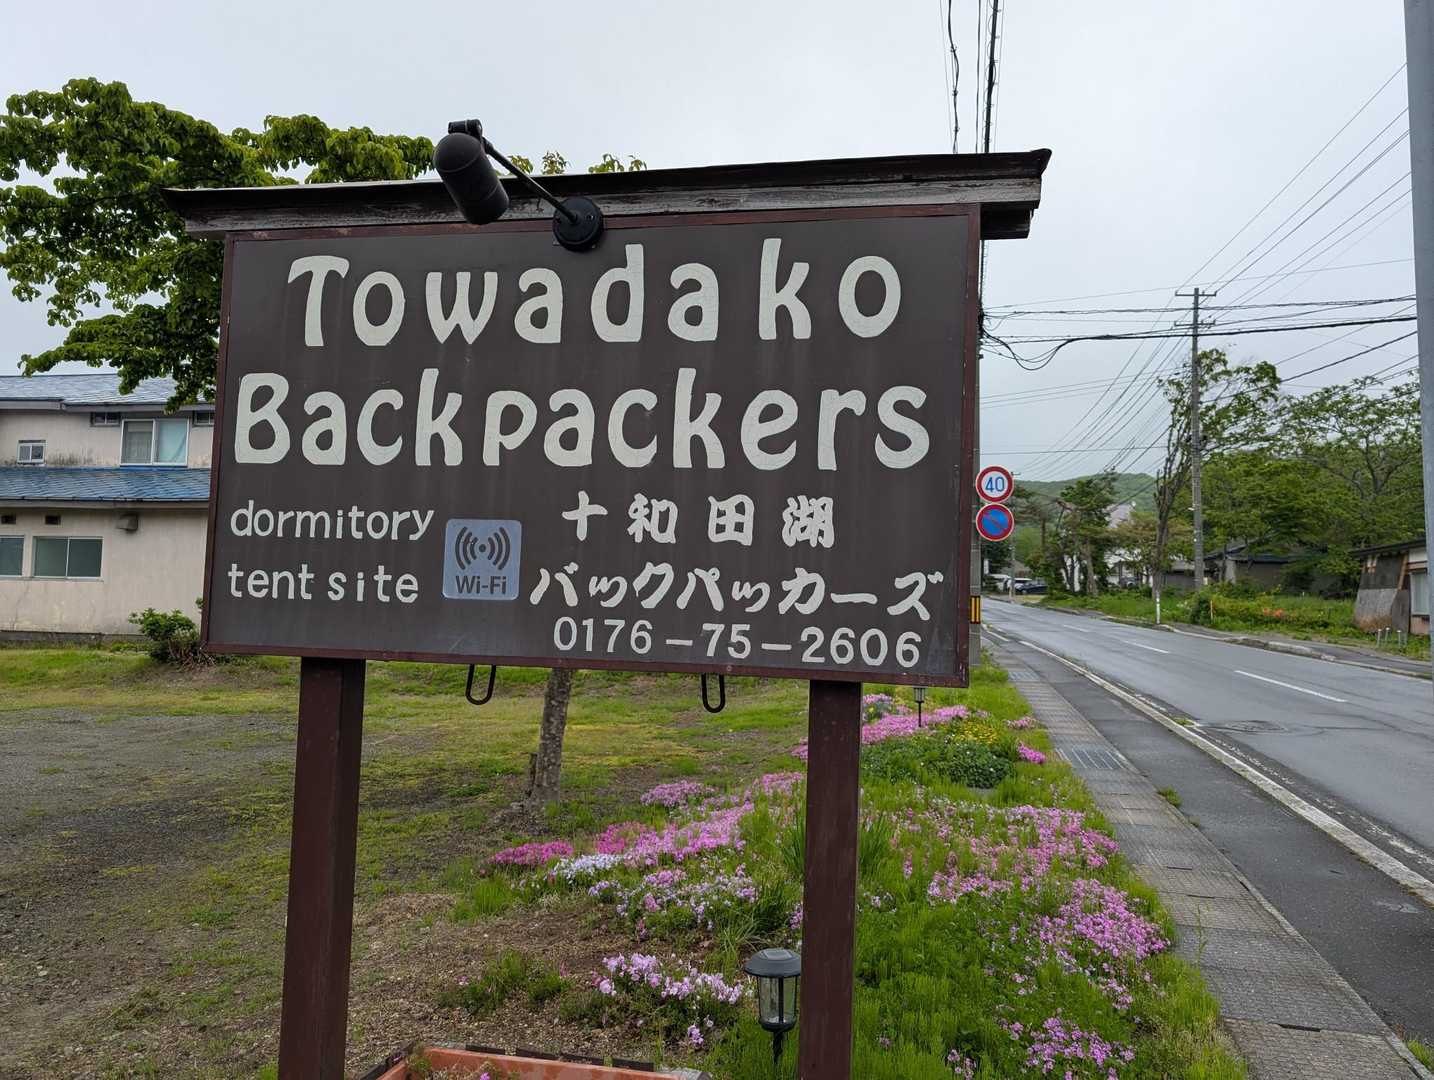 Towadako
Backpackers
dormitory
tent site
Wi-Fi
十和田湖
バックパッカーズ
0176-75-2606
40